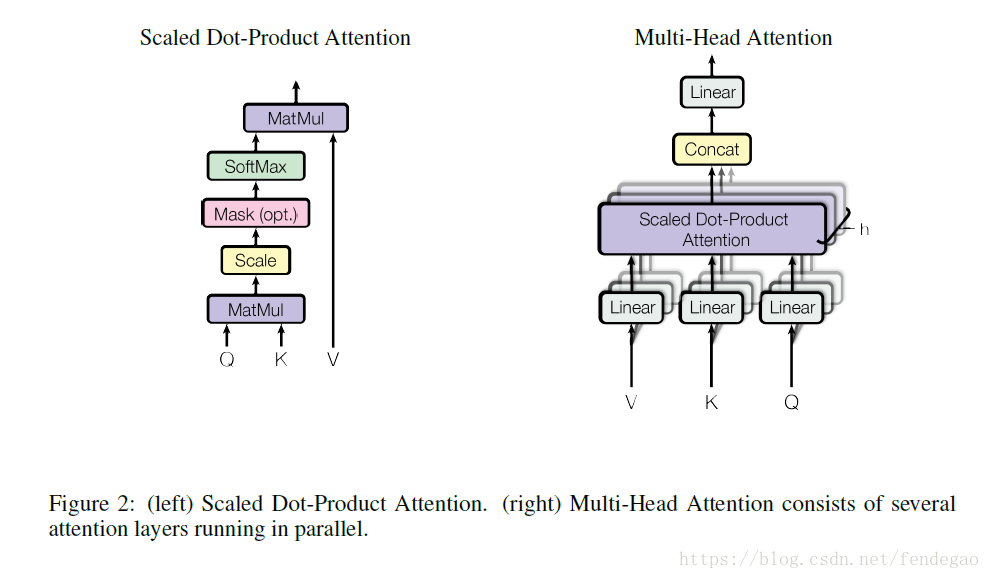 Scaled Dot-Product Attention
MatMul
SoftMax
Mask (opt.)
Scale
MatMul
Q K V
Multi-Head Attention
Linear
Concat
Scaled Dot-Product
Attention
h
Linear Linear Linear
V K Q
Figure 2: (left) Scaled Dot-Product Attention. (right) Multi-Head Attention consists of several
attention layers running in parallel.
https://blog.csdn.net/fendegao